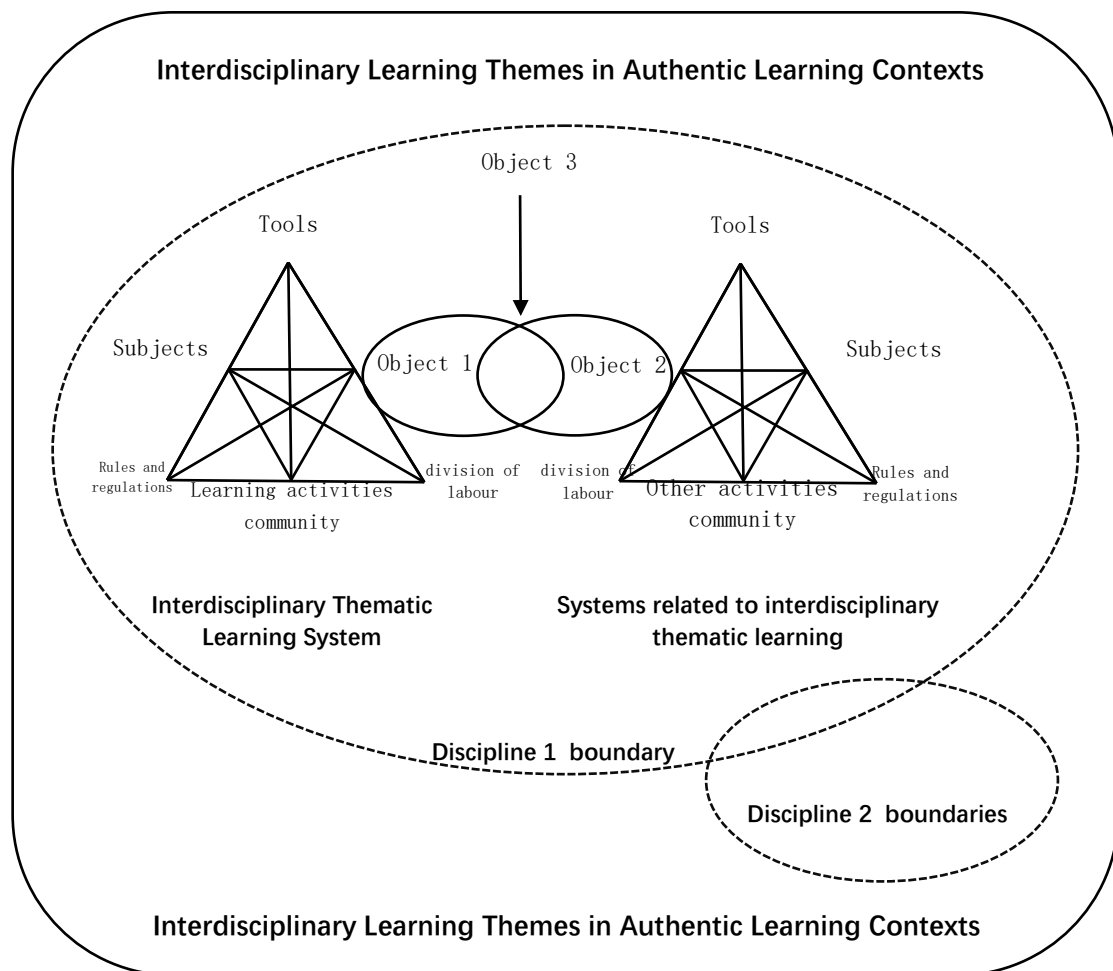 Interdisciplinary Learning Themes in Authentic Learning Contexts
Object 3
Tools
Tools
Subjects
Object 1
Object 2
Subjects
Rules and
regulations
Learning activities
community
division of
labour
division of
labour
Other activities
community
Rules and
regulations
Interdisciplinary Thematic
Learning System
Systems related to interdisciplinary
thematic learning
Discipline 1 boundary
Discipline 2 boundaries
Interdisciplinary Learning Themes in Authentic Learning Contexts